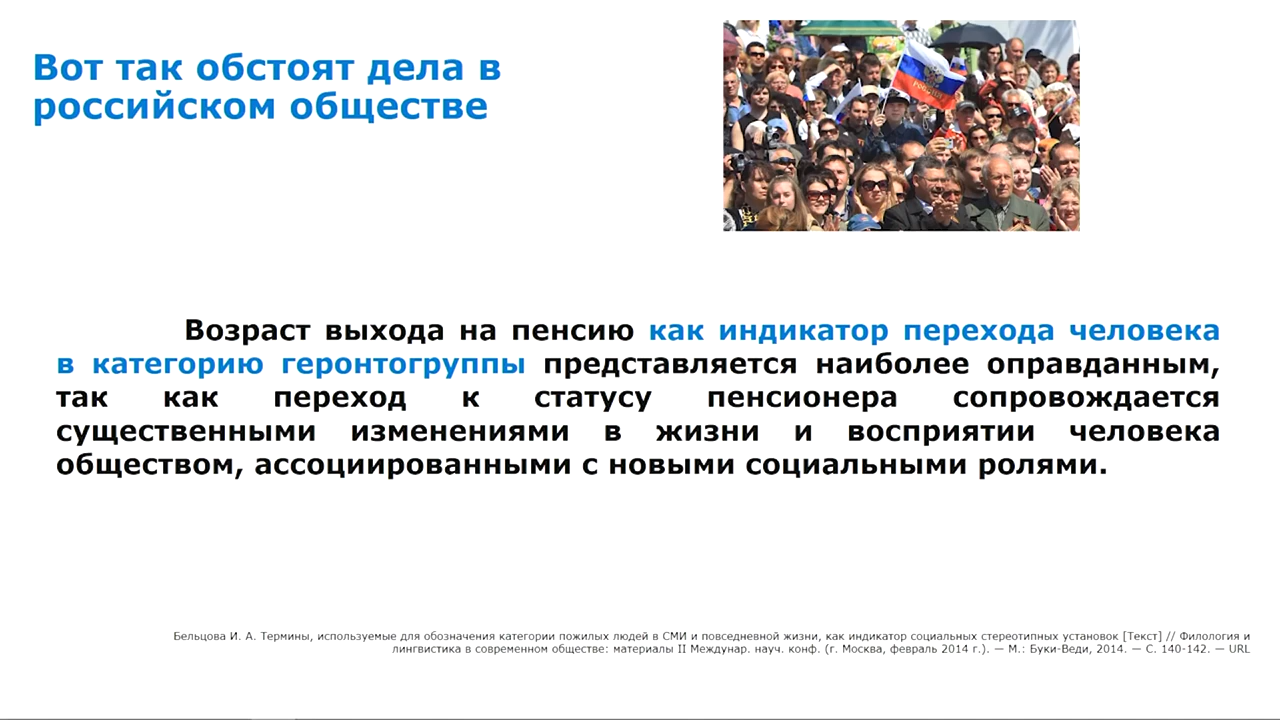 Вот так обстоят дела в
российском обществе
Возраст выхода на пенсию как индикатор перехода человека
в категорию геронтогруппы представляется наиболее оправданным,
так как переход к статусу пенсионера сопровождается
существенными изменениями в жизни и восприятии человека
обществом, ассоциированными с новыми социальными ролями.
Бельцова И. А. Термины, используемые для обозначения категории пожилых людей в СМИ и повседневной жизни, как индикатор социальных стереотипных установок [Текст] // Филология и
лингвистика в современном обществе: материалы II Междунар. науч. конф. (г. Москва, февраль 2014 г.). — М.: Буки-Веди, 2014. — С. 140-142. — URL